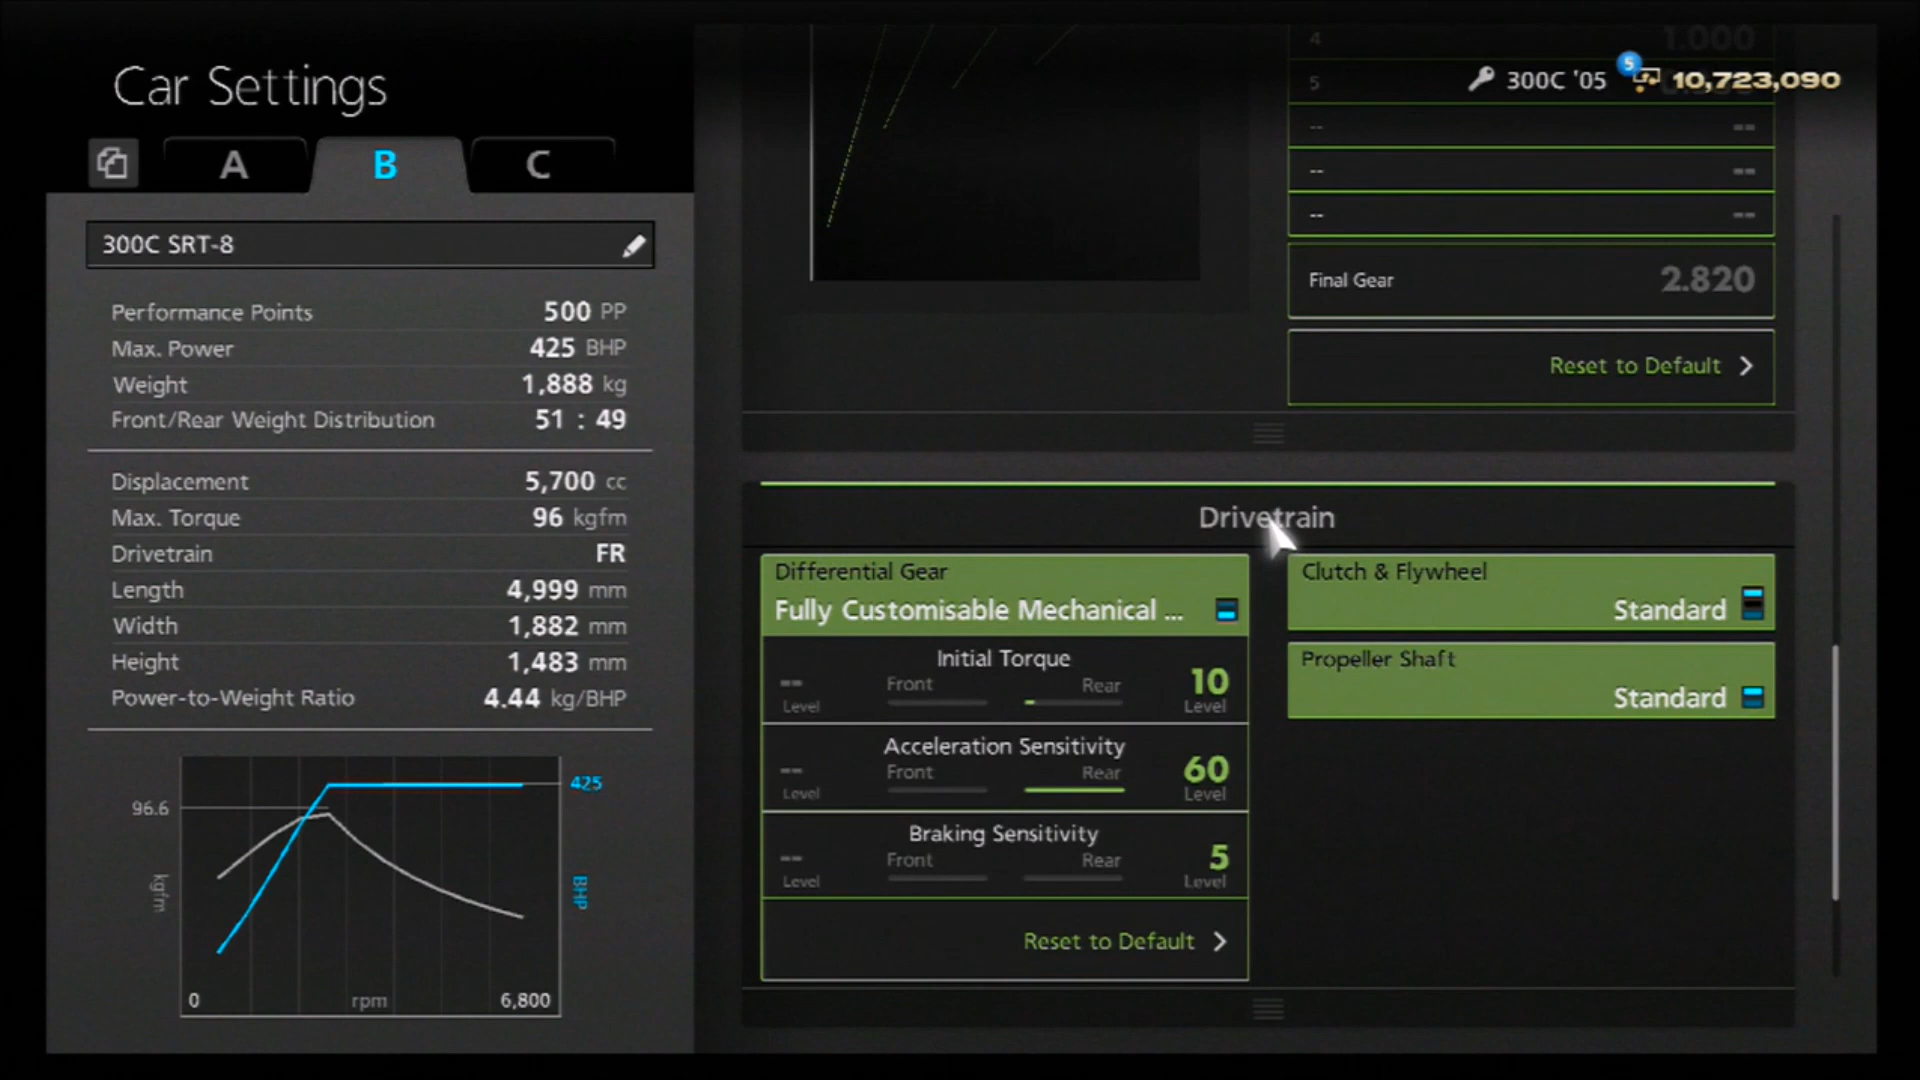 Car Settings
A
B
C
300C SRT-8
Performance Points 500 PP
Max. Power 425 BHP
Weight 1,888 kg
Front/Rear Weight Distribution 51 : 49
Displacement 5,700 cc
Max. Torque 96 kgfm
Drivetrain FR
Length 4,999 mm
Width 1,882 mm
Height 1,483 mm
Power-to-Weight Ratio 4.44 kg/BHP
96.6
425
kgfm
BHP
0 rpm 6,800
4 1.000
300C '05
5
10,723,090
5
-- --
-- --
-- --
Final Gear 2.820
Reset to Default
Drivetrain
Differential Gear
Fully Customisable Mechanical ...
Initial Torque
-- Front Rear 10
Level Level
Acceleration Sensitivity
-- Front Rear 60
Level Level
Braking Sensitivity
-- Front Rear 5
Level Level
Reset to Default
Clutch & Flywheel
Standard
Propeller Shaft
Standard